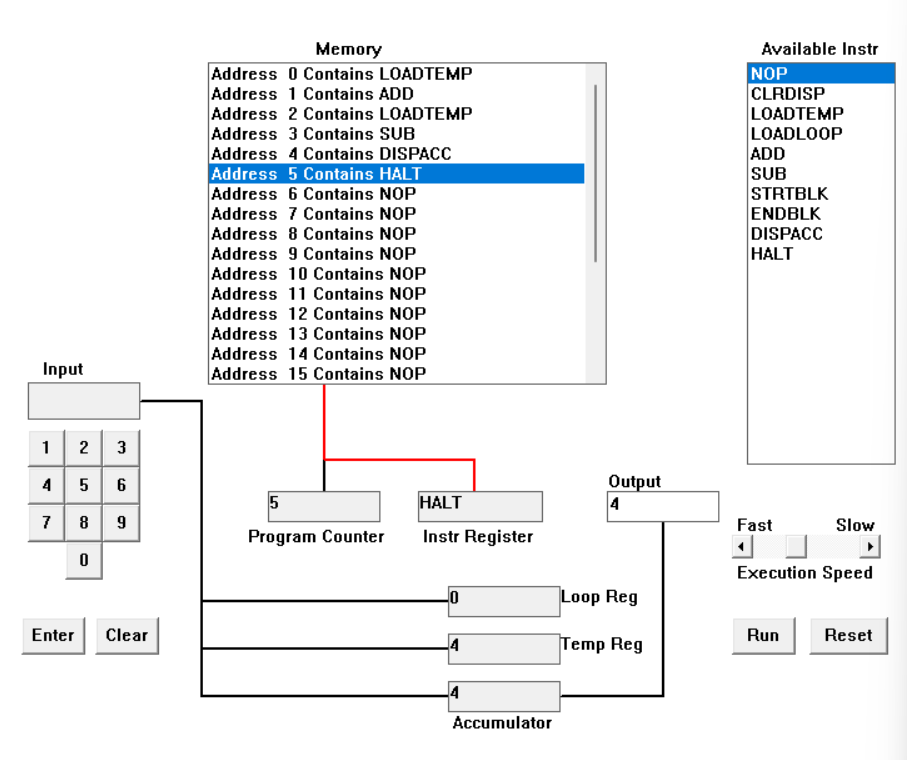 Memory
Address 0 Contains LOADTEMP
Address 1 Contains ADD
Address 2 Contains LOADTEMP
Address 3 Contains SUB
Address 4 Contains DISPACC
Address 5 Contains HALT
Address 6 Contains NOP
Address 7 Contains NOP
Address 8 Contains NOP
Address 9 Contains NOP
Address 10 Contains NOP
Address 11 Contains NOP
Address 12 Contains NOP
Address 13 Contains NOP
Address 14 Contains NOP
Address 15 Contains NOP
Available Instr
NOP
CLRDISP
LOADTEMP
LOADLOOP
ADD
SUB
STRTBLK
ENDBLK
DISPACC
HALT
Input
1 2 3
4 5 6
7 8 9
0
Enter Clear
5
Program Counter
HALT
Instr Register
Output
4
Fast Slow
Execution Speed
Run Reset
0 Loop Reg
4 Temp Reg
4
Accumulator